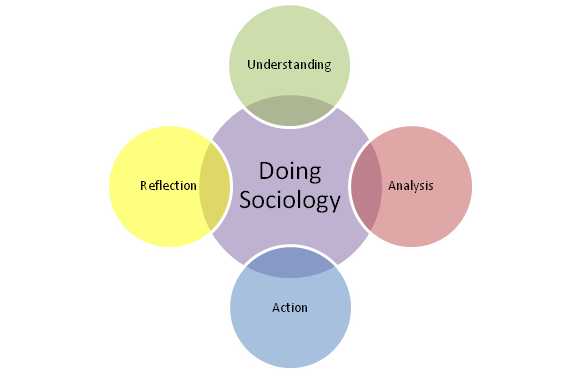 Understanding
Reflection
Doing
Sociology
Analysis
Action